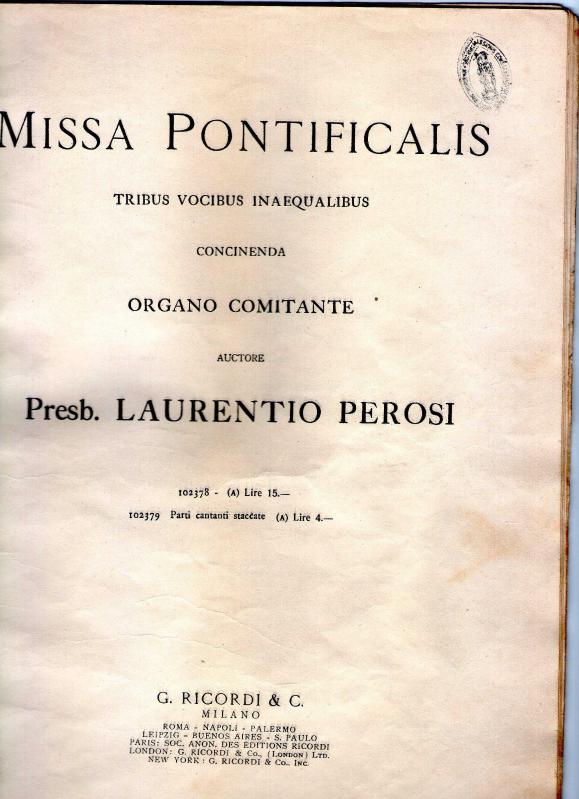 MISSA PONTIFICALIS
TRIBUS VOCIBUS INAEQUALIBUS
CONCINENDA
ORGANO COMITANTE
AUCTORE
Presb. LAURENTIO PEROSI
102378 - (A) Lire 15.—
102379 Parti cantanti staccate (A) Lire 4.—
G. RICORDI & C.
MILANO
ROMA - NAPOLI - PALERMO
LEIPZIG - BUENOS AIRES - S. PAULO
PARIS: SOC. ANON. DES EDITIONS RICORDI
LONDON: G. RICORDI & Co., (LONDON) LTD.
NEW YORK: G. RICORDI & Co., INC.